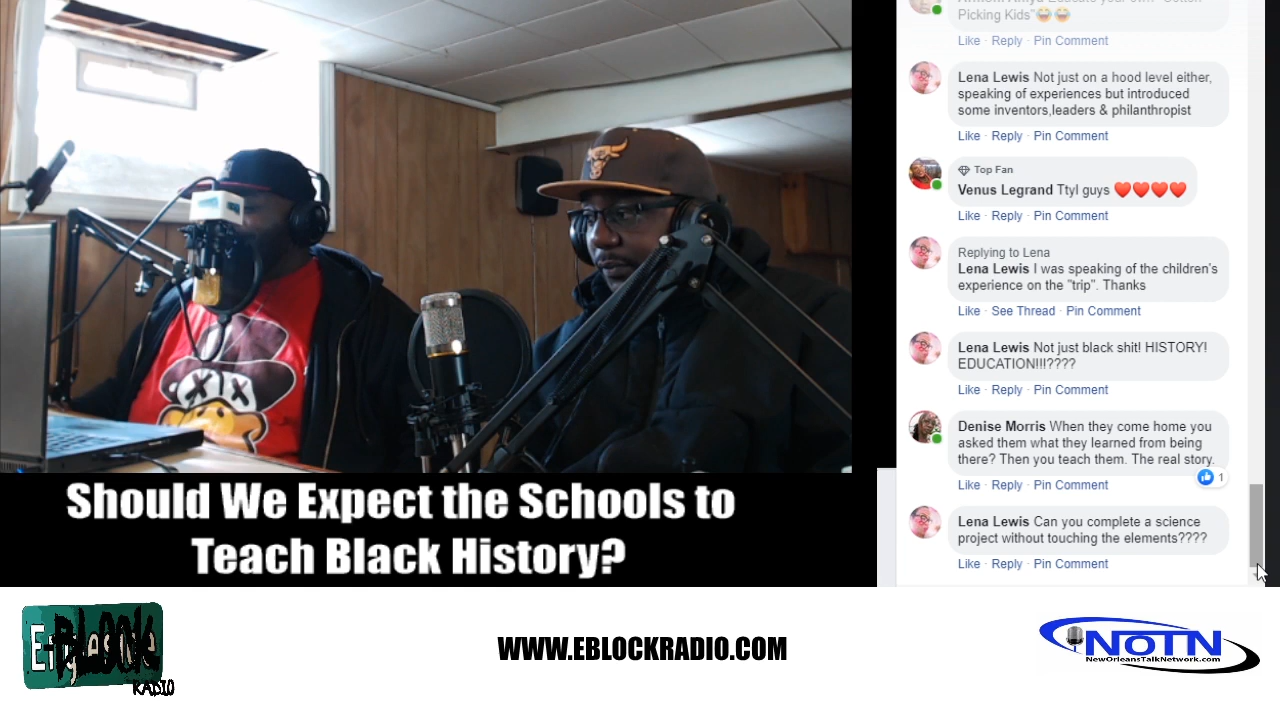 Picking Kids"😂😂
Like · Reply · Pin Comment
Lena Lewis Not just on a hood level either,
speaking of experiences but introduced
some inventors,leaders & philanthropist
Like · Reply · Pin Comment
Top Fan
Venus Legrand Ttyl guys ❤️❤️❤️❤️
Like · Reply · Pin Comment
Replying to Lena
Lena Lewis I was speaking of the children's
experience on the "trip". Thanks
Like · See Thread · Pin Comment
Lena Lewis Not just black shit! HISTORY!
EDUCATION!!!????
Like · Reply · Pin Comment
Denise Morris When they come home you
asked them what they learned from being
there? Then you teach them. The real story.
1
Like · Reply · Pin Comment
Lena Lewis Can you complete a science
project without touching the elements????
Like · Reply · Pin Comment
Should We Expect the Schools to
Teach Black History?
BLOCK
RADIO
WWW.EBLOCKRADIO.COM
NOTN
NewOrleansTalkNetwork.com